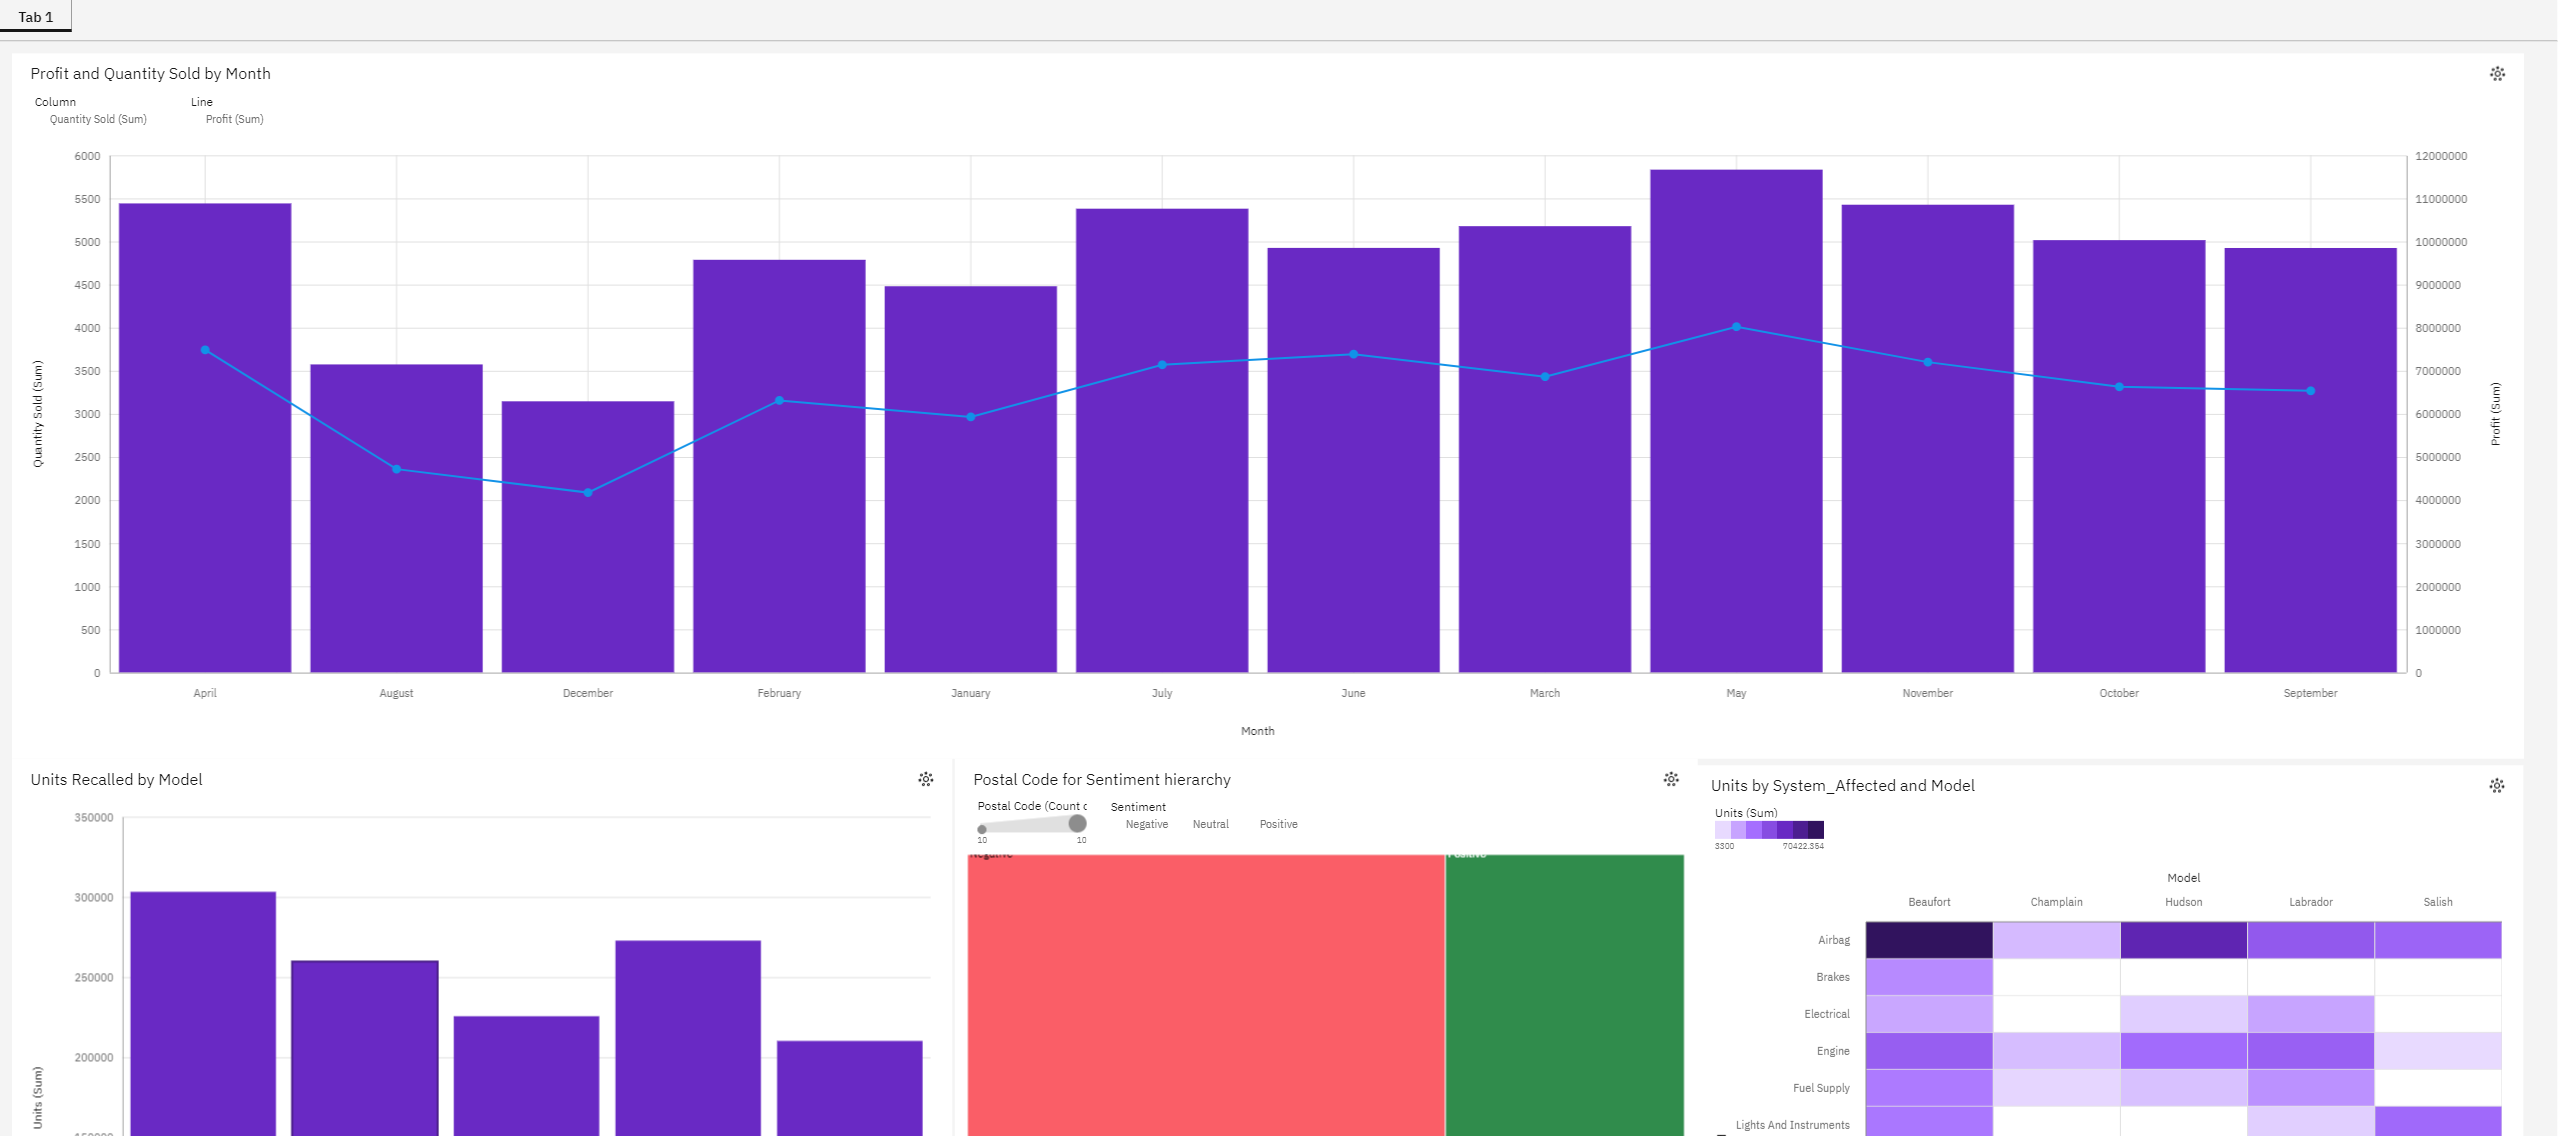 Tab 1
Profit and Quantity Sold by Month
Column Line
Quantity Sold (Sum) Profit (Sum)
6000
5500
5000
4500
4000
3500
3000
2500
2000
1500
1000
500
0
Quantity Sold (Sum)
12000000
11000000
10000000
9000000
8000000
7000000
6000000
5000000
4000000
3000000
2000000
1000000
0
Profit (Sum)
April August December February January July June March May November October September
Month
Units Recalled by Model
350000
300000
250000
200000
Units (Sum)
Postal Code for Sentiment hierarchy
Postal Code (Count Sentiment
Negative Neutral Positive
10 10
Units by System_Affected and Model
Units (Sum)
3300 70422.354
Model
Beaufort Champlain Hudson Labrador Salish
Airbag
Brakes
Electrical
Engine
Fuel Supply
Lights And Instruments